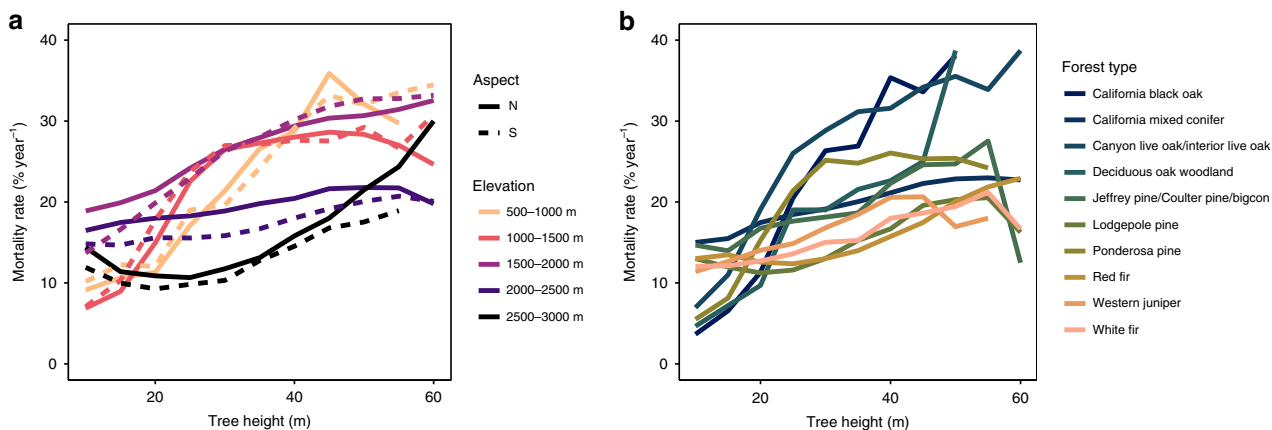 a
40
30
20
10
0
Mortality rate (% year⁻¹)
20
40
60
Tree height (m)
Aspect
N
S
Elevation
500–1000 m
1000–1500 m
1500–2000 m
2000–2500 m
2500–3000 m
b
40
30
20
10
0
Mortality rate (% year⁻¹)
20
40
60
Tree height (m)
Forest type
California black oak
California mixed conifer
Canyon live oak/interior live oak
Deciduous oak woodland
Jeffrey pine/Coulter pine/bigcon
Lodgepole pine
Ponderosa pine
Red fir
Western juniper
White fir